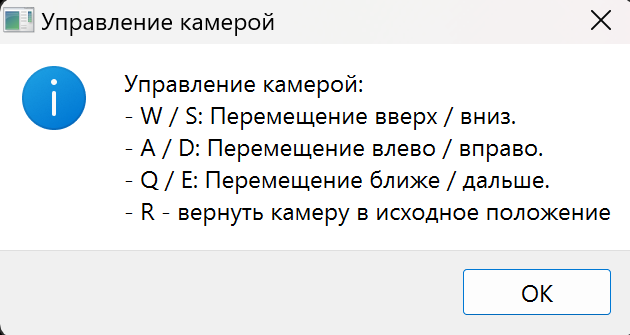 Управление камерой
Управление камерой:
- W / S: Перемещение вверх / вниз.
- A / D: Перемещение влево / вправо.
- Q / E: Перемещение ближе / дальше.
- R - вернуть камеру в исходное положение
OK